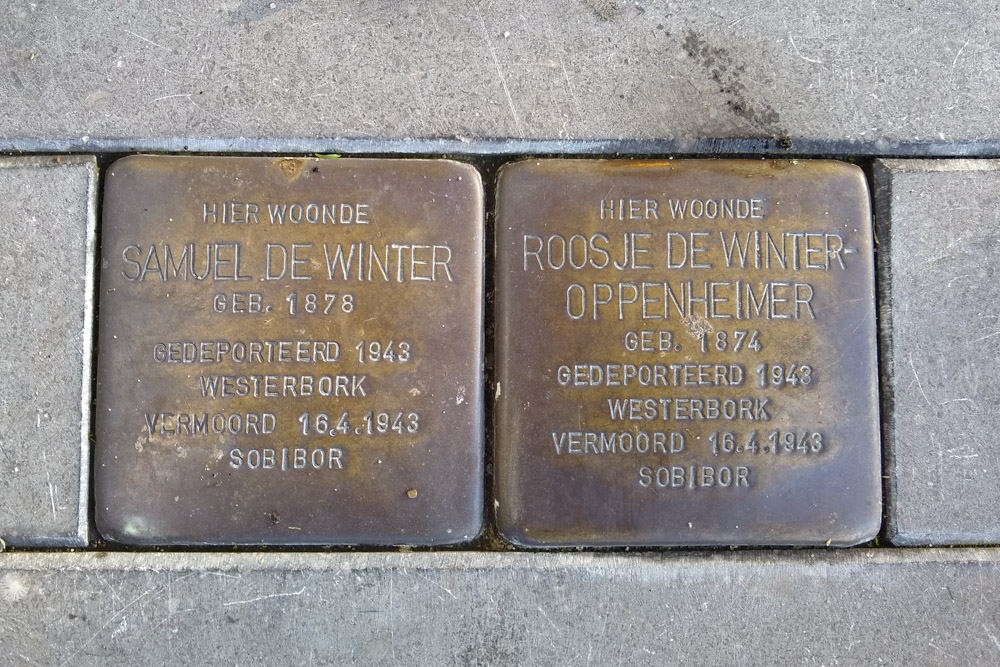 HIER WOONDE
SAMUEL DE WINTER
GEB. 1878
GEDEPORTEERD 1943
WESTERBORK
VERMOORD 16.4.1943
SOBIBOR
HIER WOONDE
ROOSJE DE WINTER-
OPPENHEIMER
GEB. 1874
GEDEPORTEERD 1943
WESTERBORK
VERMOORD 16.4.1943
SOBIBOR